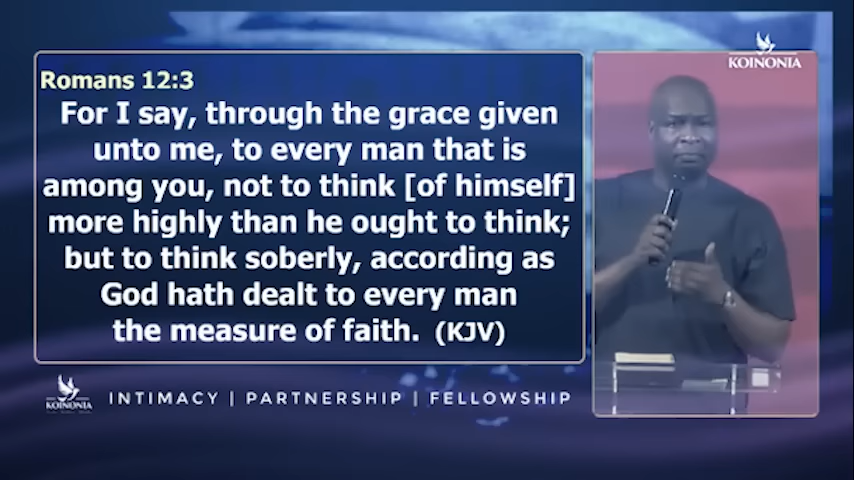 KOINONIA
Romans 12:3
For I say, through the grace given
unto me, to every man that is
among you, not to think [of himself]
more highly than he ought to think;
but to think soberly, according as
God hath dealt to every man
the measure of faith. (KJV)
KOINONIA
INTIMACY | PARTNERSHIP | FELLOWSHIP